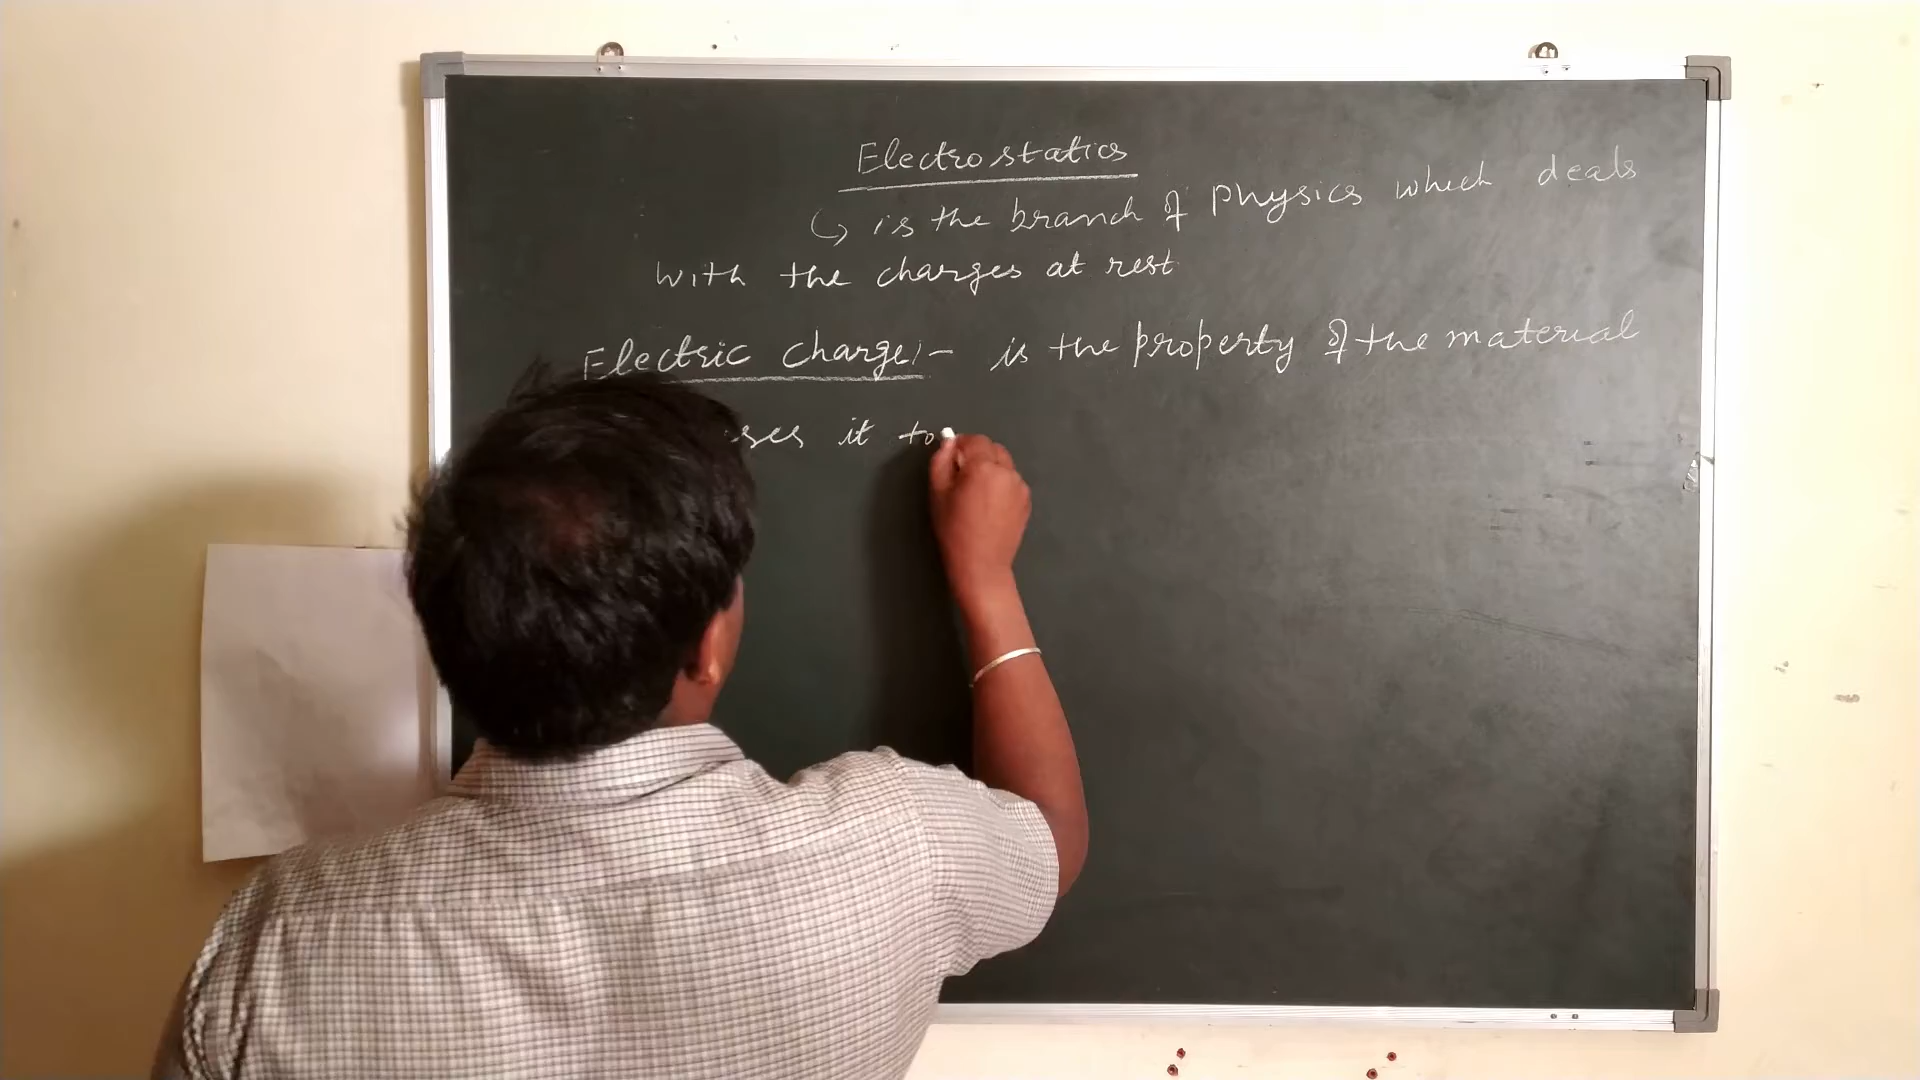 Electrostatics
↳ is the branch of Physics which deals
with the charges at rest
Electric charge:- is the property of the material
it to